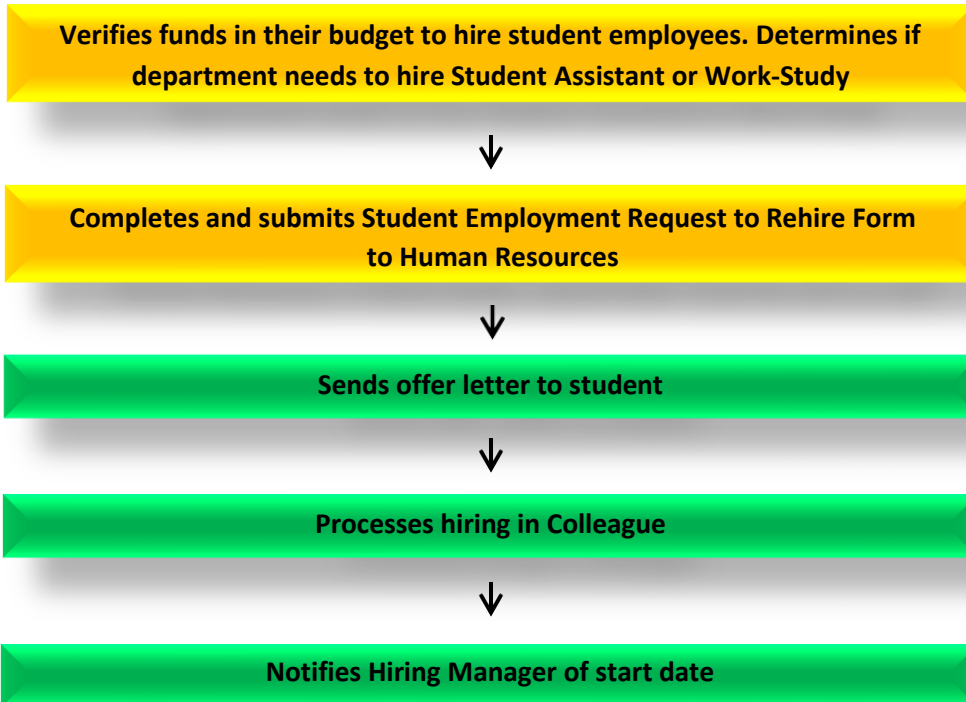 Verifies funds in their budget to hire student employees. Determines if
department needs to hire Student Assistant or Work-Study
Completes and submits Student Employment Request to Rehire Form
to Human Resources
Sends offer letter to student
Processes hiring in Colleague
Notifies Hiring Manager of start date